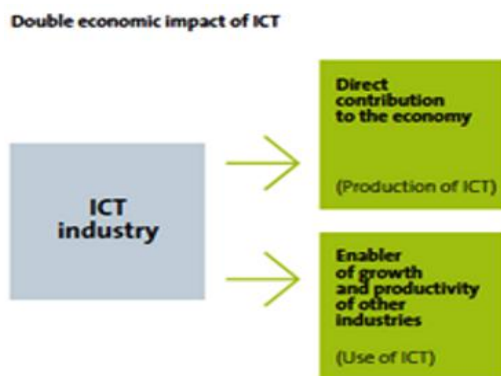 Double economic impact of ICT
Direct
contribution
to the economy
(Production of ICT)
ICT
industry
Enabler
of growth
and productivity
of other
industries
(Use of ICT)